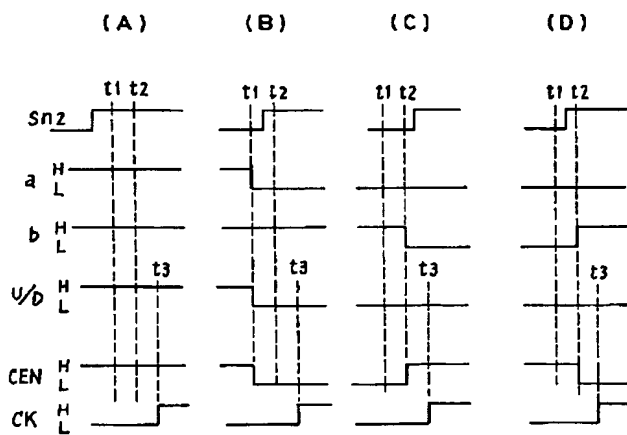 (A) (B) (C) (D)
t1 t2 t1 t2 t1 t2 t1 t2
Sn2
a H
L
b H
L
t3 t3 t3 t3
U/D H
L
CEN H
L
CK H
L